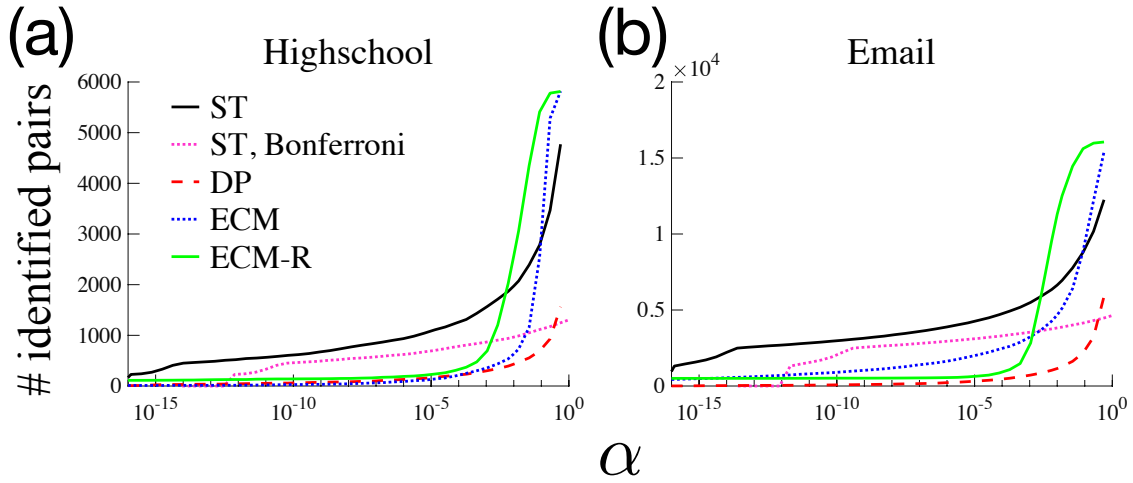 (a)
Highschool
# identified pairs
6000
5000
4000
3000
2000
1000
0
ST
ST, Bonferroni
DP
ECM
ECM-R
10^-15
10^-10
10^-5
10^0
(b)
Email
×10^4
2
1.5
1
0.5
0
10^-15
10^-10
10^-5
10^0
α